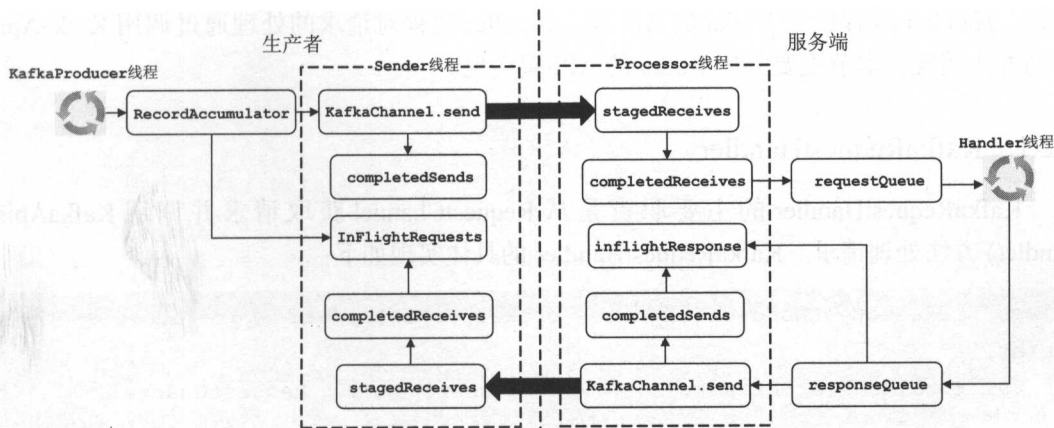 生产者
服务端
KafkaProducer线程
Sender线程
Processor线程
RecordAccumulator
KafkaChannel.send
stagedReceives
Handler线程
completedSends
completedReceives
requestQueue
InFlightRequests
inflightResponse
completedReceives
completedSends
stagedReceives
KafkaChannel.send
responseQueue